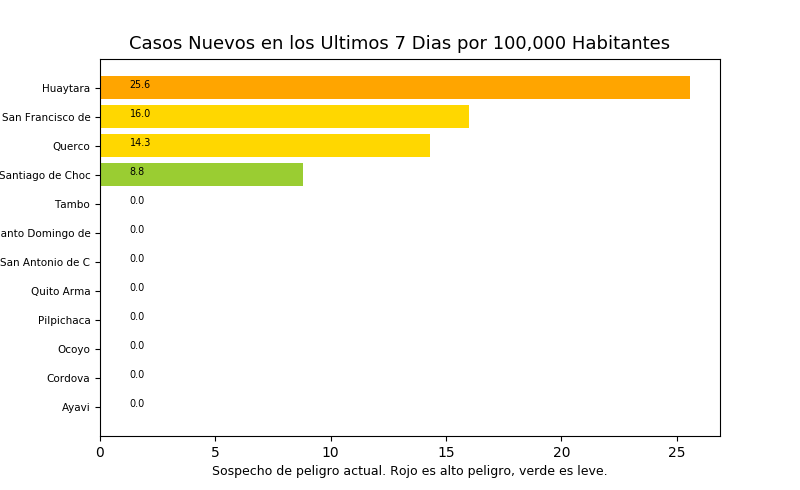 Casos Nuevos en los Ultimos 7 Dias por 100,000 Habitantes
Huaytara 25.6
San Francisco de 16.0
Querco 14.3
Santiago de Choc 8.8
Tambo 0.0
anto Domingo de 0.0
San Antonio de C 0.0
Quito Arma 0.0
Pilpichaca 0.0
Ocoyo 0.0
Cordova 0.0
Ayavi 0.0
0 5 10 15 20 25
Sospecho de peligro actual. Rojo es alto peligro, verde es leve.